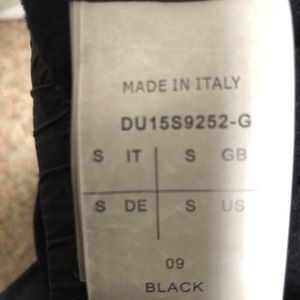 MADE IN ITALY
DU15S9252-G
S IT S GB
S DE S US
09
BLACK